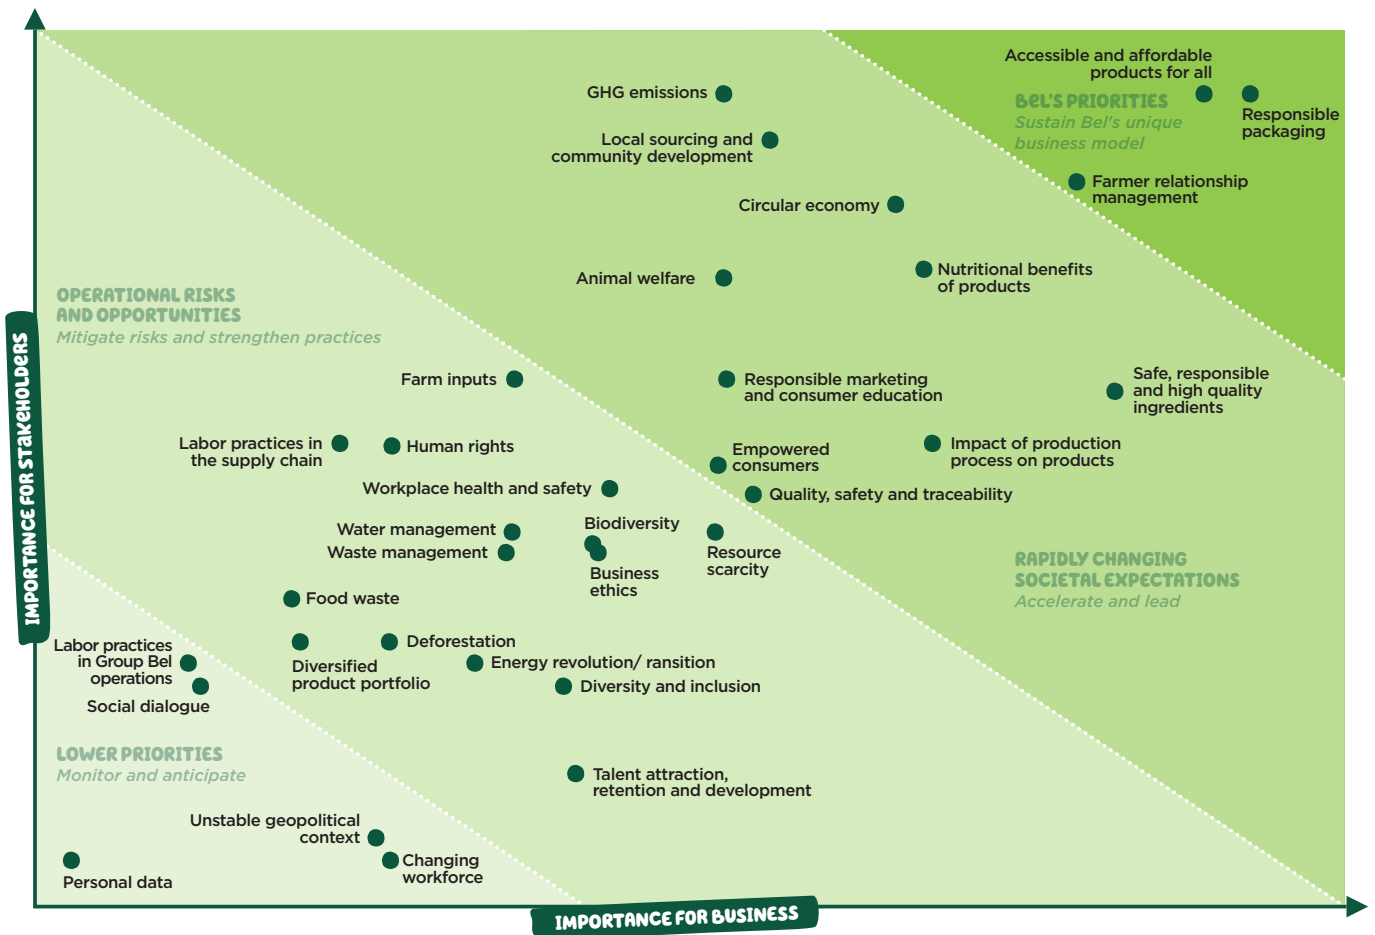 Accessible and affordable
products for all
GHG emissions
BEL'S PRIORITIES
Sustain Bel's unique
business model
Responsible
packaging
Local sourcing and
community development
Farmer relationship
management
Circular economy
Nutritional benefits
of products
Animal welfare
OPERATIONAL RISKS
AND OPPORTUNITIES
Mitigate risks and strengthen practices
Farm inputs
Responsible marketing
and consumer education
Safe, responsible
and high quality
ingredients
Labor practices in
the supply chain
Human rights
Empowered
consumers
Impact of production
process on products
Workplace health and safety
Quality, safety and traceability
Water management
Waste management
Biodiversity
Business
ethics
Resource
scarcity
RAPIDLY CHANGING
SOCIETAL EXPECTATIONS
Accelerate and lead
Food waste
Labor practices
in Group Bel
operations
Social dialogue
Diversified
product portfolio
Deforestation
Energy revolution/ ransition
Diversity and inclusion
LOWER PRIORITIES
Monitor and anticipate
Talent attraction,
retention and development
Unstable geopolitical
context
Changing
workforce
Personal data
IMPORTANCE FOR STAKEHOLDERS
IMPORTANCE FOR BUSINESS